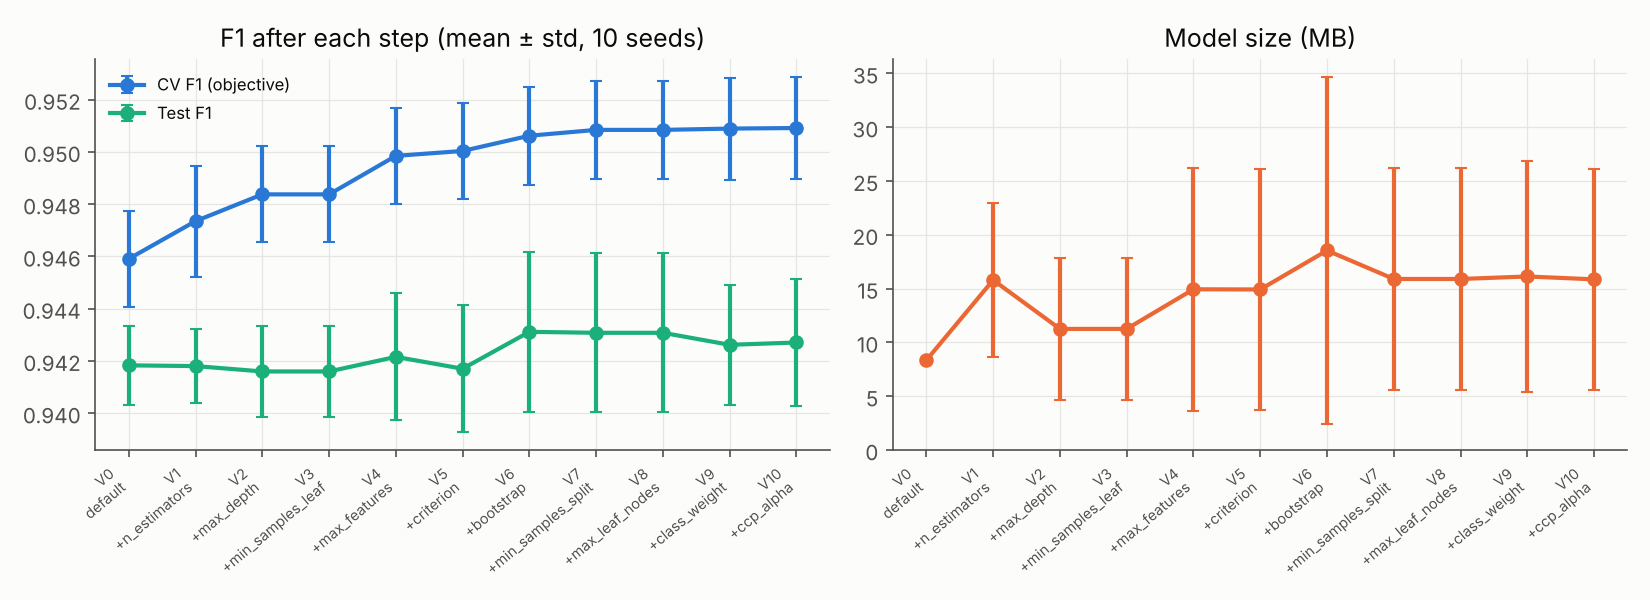 F1 after each step (mean ± std, 10 seeds)
CV F1 (objective)
Test F1
0.952
0.950
0.948
0.946
0.944
0.942
0.940
V0
default
V1
+n_estimators
V2
+max_depth
V3
+min_samples_leaf
V4
+max_features
V5
+criterion
V6
+bootstrap
V7
+min_samples_split
V8
+max_leaf_nodes
V9
+class_weight
V10
+ccp_alpha
Model size (MB)
35
30
25
20
15
10
5
0
V0
default
V1
+n_estimators
V2
+max_depth
V3
+min_samples_leaf
V4
+max_features
V5
+criterion
V6
+bootstrap
V7
+min_samples_split
V8
+max_leaf_nodes
V9
+class_weight
V10
+ccp_alpha